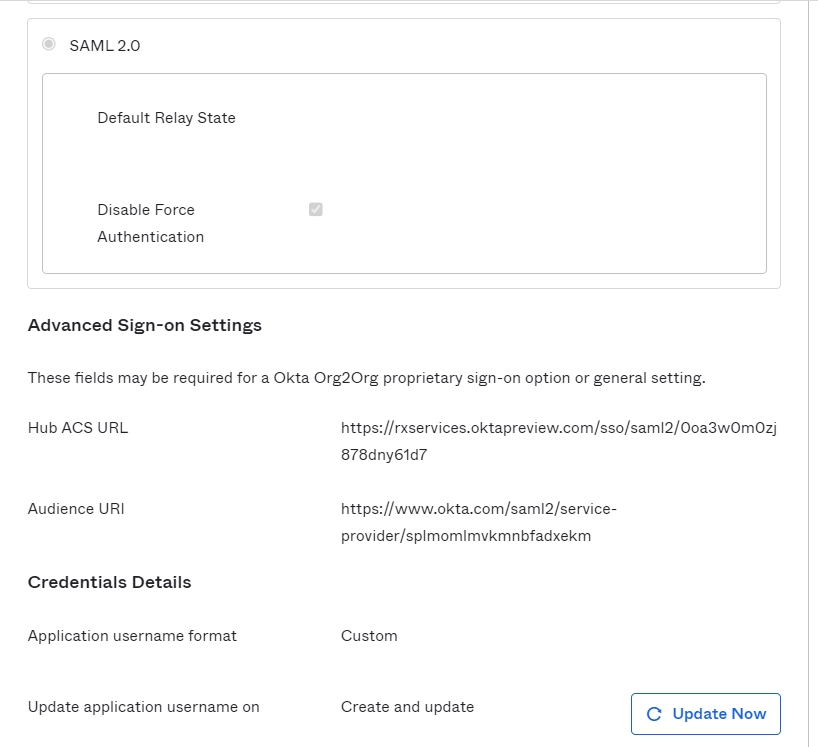 SAML 2.0
Default Relay State
Disable Force
Authentication
Advanced Sign-on Settings
These fields may be required for a Okta Org2Org proprietary sign-on option or general setting.
Hub ACS URL
https://rxservices.oktapreview.com/sso/saml2/0oa3w0m0zj
878dny61d7
Audience URI
https://www.okta.com/saml2/service-
provider/splmomlmvkmnbfadxekm
Credentials Details
Application username format
Custom
Update application username on
Create and update
Update Now